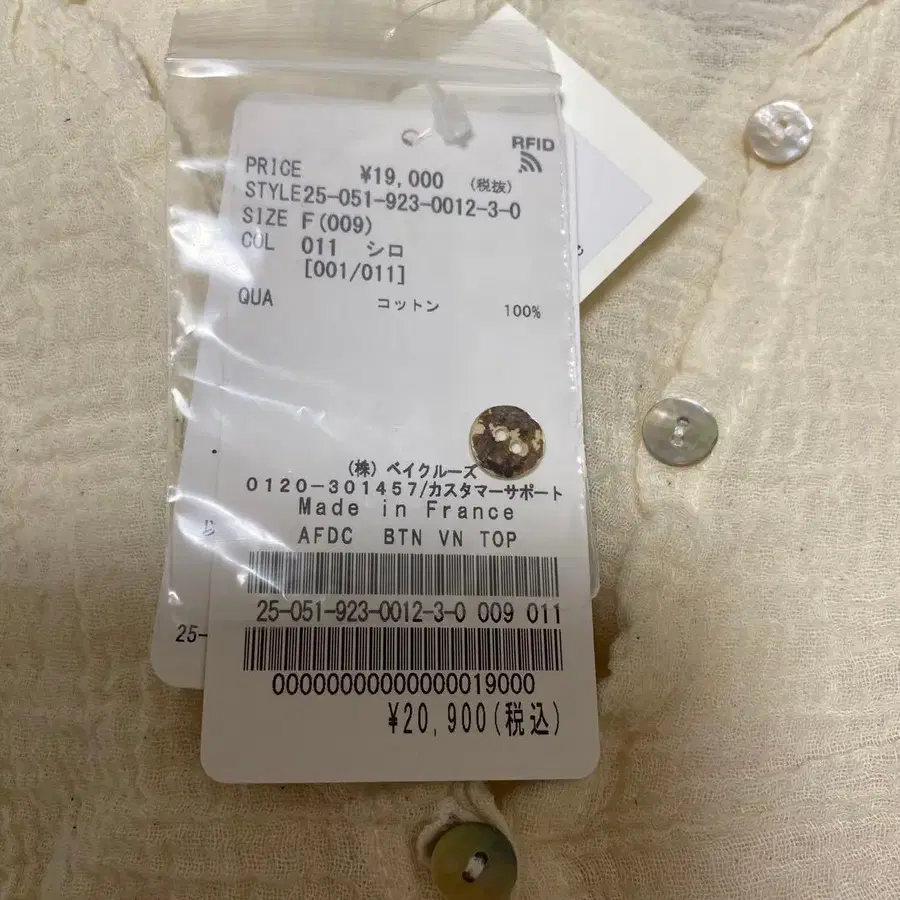 RFID
PRICE ¥19,000 (税抜)
STYLE25-051-923-0012-3-0
SIZE F(009)
COL 011 シロ
[001/011]
QUA コットン 100%
(株) ベイクルーズ
0120-301457/カスタマーサポート
Made in France
AFDC BTN VN TOP
25-051-923-0012-3-0 009 011
25-
00000000000000019000
¥20,900(税込)